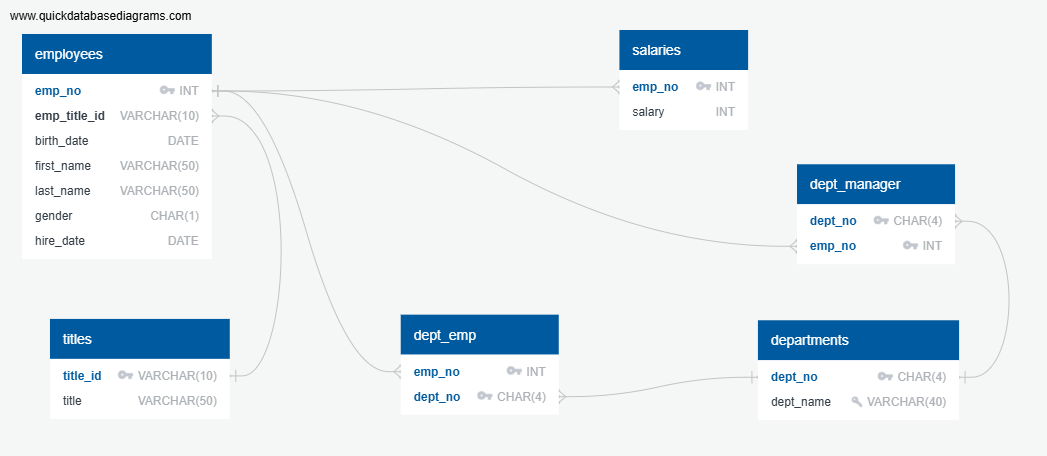 www.quickdatabasediagrams.com
employees
emp_no INT
emp_title_id VARCHAR(10)
birth_date DATE
first_name VARCHAR(50)
last_name VARCHAR(50)
gender CHAR(1)
hire_date DATE
salaries
emp_no INT
salary INT
dept_manager
dept_no CHAR(4)
emp_no INT
titles
title_id VARCHAR(10)
title VARCHAR(50)
dept_emp
emp_no INT
dept_no CHAR(4)
departments
dept_no CHAR(4)
dept_name VARCHAR(40)